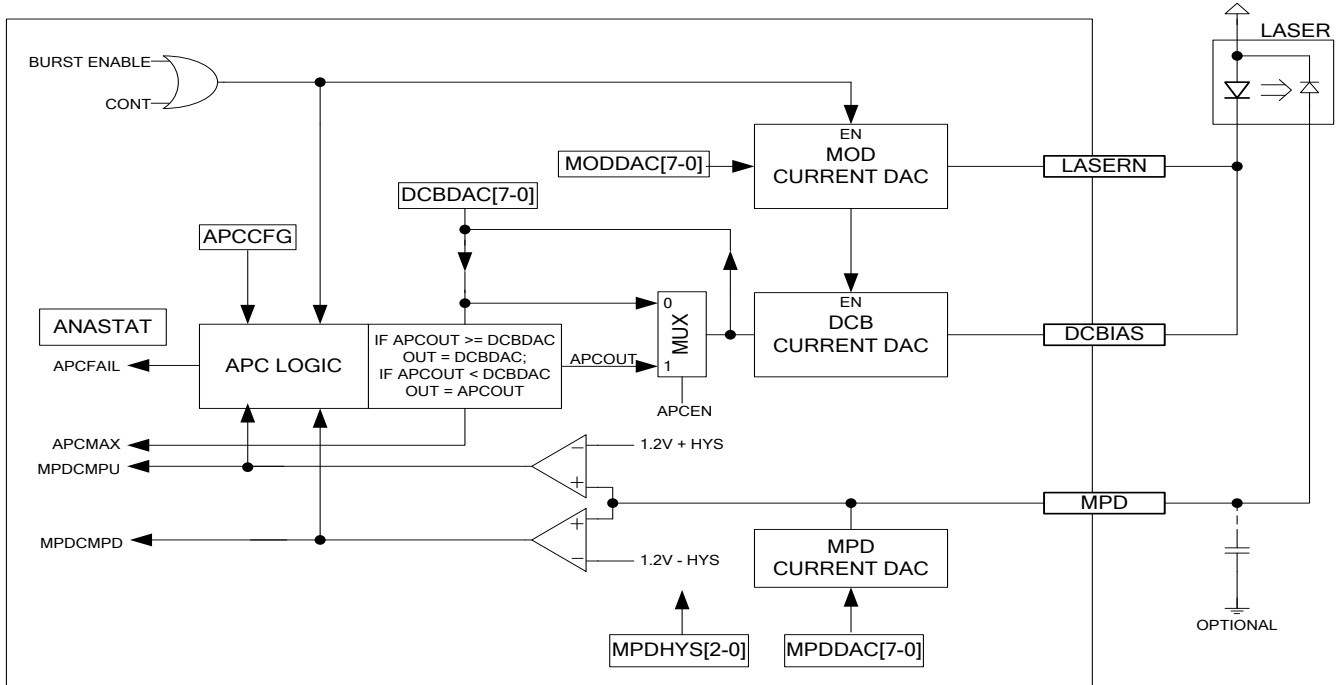 LASER
BURST ENABLE
CONT
EN
MOD
CURRENT DAC
MODDAC[7-0]
LASERN
DCBDAC[7-0]
APCCFG
ANASTAT
APCFAIL
APC LOGIC
IF APCOUT >= DCBDAC
OUT = DCBDAC;
IF APCOUT < DCBDAC
OUT = APCOUT
APCOUT
0
1
MUX
APCEN
EN
DCB
CURRENT DAC
DCBIAS
APCMAX
MPDCMPU
MPDCMPD
−
+
1.2V + HYS
+
−
1.2V - HYS
MPD
MPD
CURRENT DAC
MPDHYS[2-0]
MPDDAC[7-0]
OPTIONAL